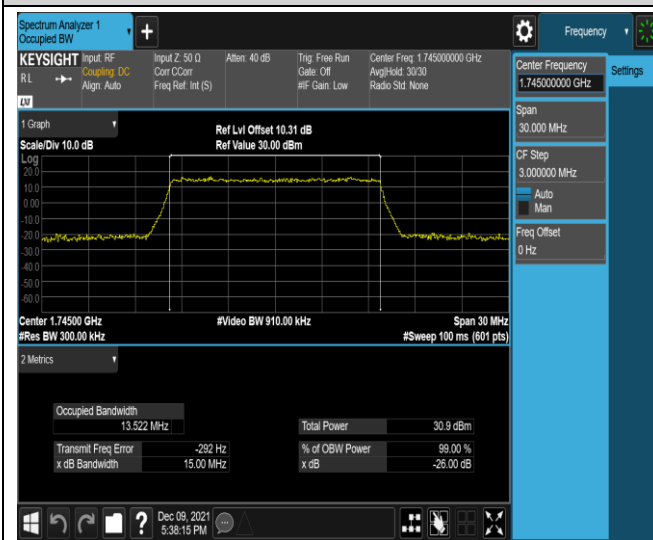 Spectrum Analyzer 1
Occupied BW
+
Frequency
KEYSIGHT
RL
LXI
Input: RF
Coupling: DC
Align: Auto
Input Z: 50 Ω
Corr CCorr
Freq Ref: Int (S)
Atten: 40 dB
Trig: Free Run
Gate: Off
#IF Gain: Low
Center Freq: 1.745000000 GHz
Avg|Hold: 30/30
Radio Std: None
Center Frequency
1.745000000 GHz
Settings
Span
30.000 MHz
CF Step
3.000000 MHz
Auto
Man
Freq Offset
0 Hz
1 Graph
Scale/Div 10.0 dB
Ref Lvl Offset 10.31 dB
Ref Value 30.00 dBm
Log
20.0
10.0
0.00
-10.0
-20.0
-30.0
-40.0
-50.0
-60.0
Center 1.74500 GHz
#Res BW 300.00 kHz
#Video BW 910.00 kHz
Span 30 MHz
#Sweep 100 ms (601 pts)
2 Metrics
Occupied Bandwidth
13.522 MHz
Total Power 30.9 dBm
Transmit Freq Error -292 Hz
% of OBW Power 99.00 %
x dB Bandwidth 15.00 MHz
x dB -26.00 dB
?
Dec 09, 2021
5:38:15 PM